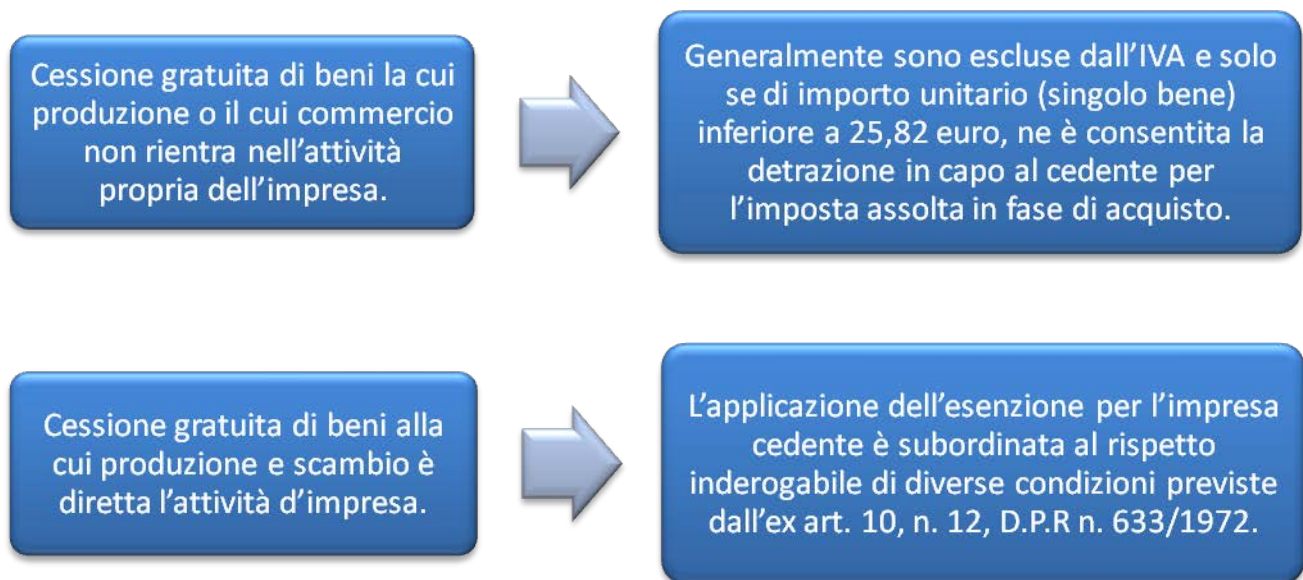 Cessione gratuita di beni la cui
produzione o il cui commercio
non rientra nell'attività
propria dell'impresa.
Generalmente sono escluse dall'IVA e solo
se di importo unitario (singolo bene)
inferiore a 25,82 euro, ne è consentita la
detrazione in capo al cedente per
l'imposta assolta in fase di acquisto.
Cessione gratuita di beni alla
cui produzione e scambio è
diretta l'attività d'impresa.
L'applicazione dell'esenzione per l'impresa
cedente è subordinata al rispetto
inderogabile di diverse condizioni previste
dall'ex art. 10, n. 12, D.P.R n. 633/1972.